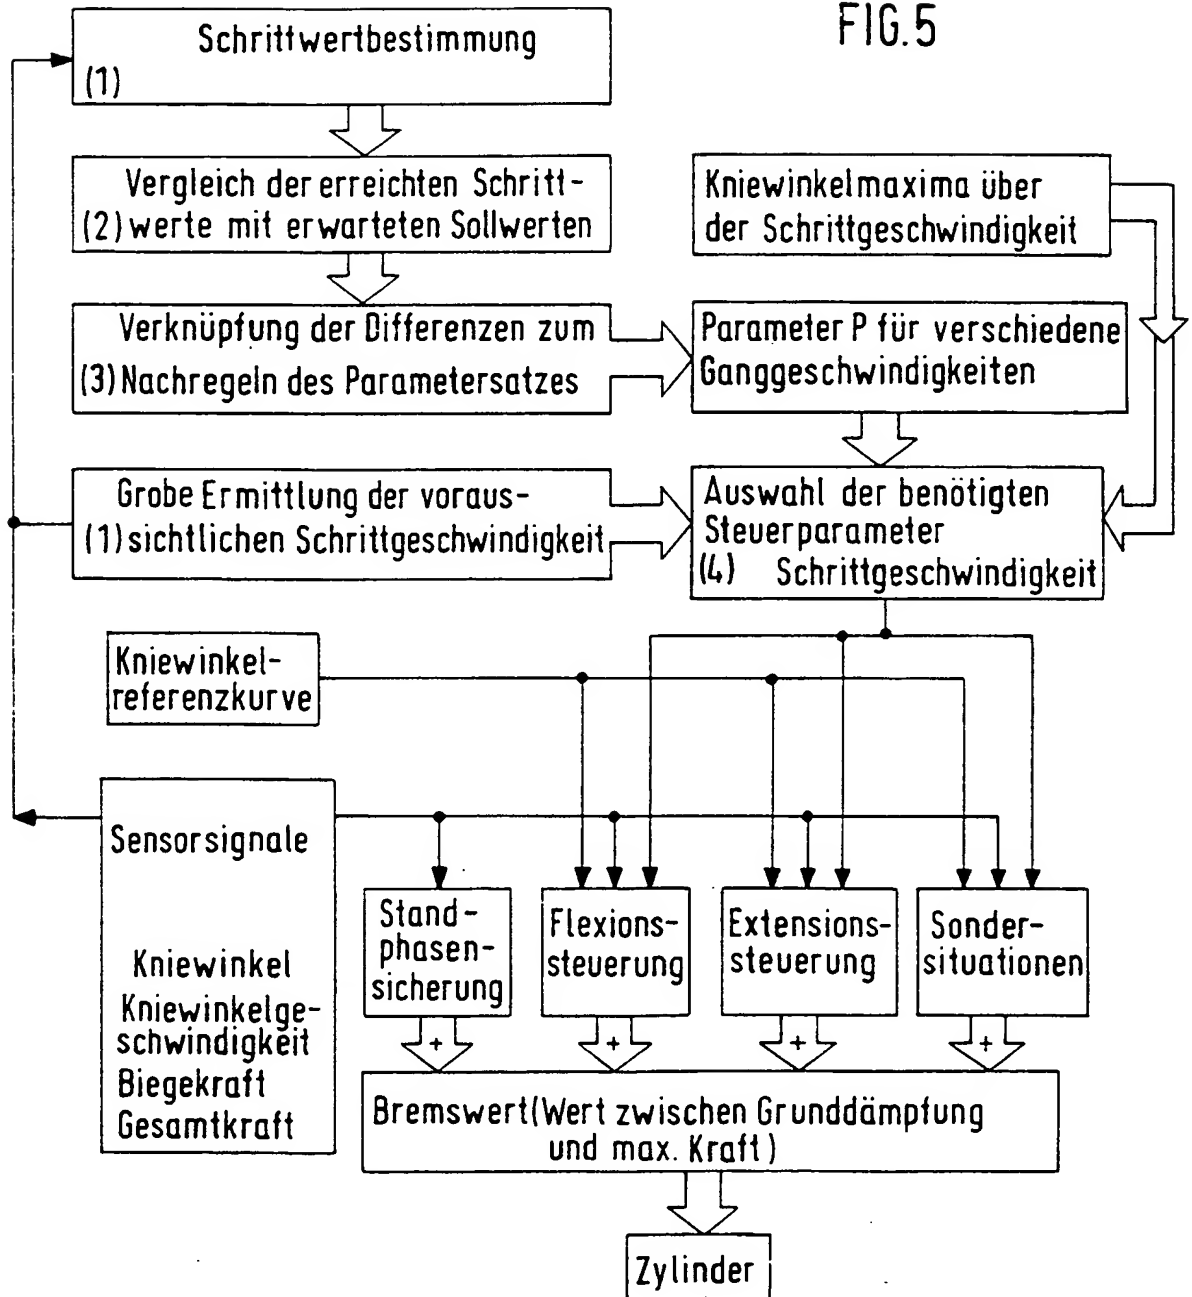 FIG.5
Schrittwertbestimmung
(1)
Vergleich der erreichten Schritt-
(2) werte mit erwarteten Sollwerten
Kniewinkelmaxima über
der Schrittgeschwindigkeit
Verknüpfung der Differenzen zum
(3) Nachregeln des Parametersatzes
Parameter P für verschiedene
Ganggeschwindigkeiten
Grobe Ermittlung der voraus-
(1) sichtlichen Schrittgeschwindigkeit
Auswahl der benötigten
Steuerparameter
(4) Schrittgeschwindigkeit
Kniewinkel-
referenzkurve
Sensorsignale
Kniewinkel
Kniewinkelge-
schwindigkeit
Biegekraft
Gesamtkraft
Stand-
phasen-
sicherung
Flexions-
steuerung
Extensions-
steuerung
Sonder-
situationen
+ + + +
Bremswert (Wert zwischen Grunddämpfung
und max. Kraft)
Zylinder